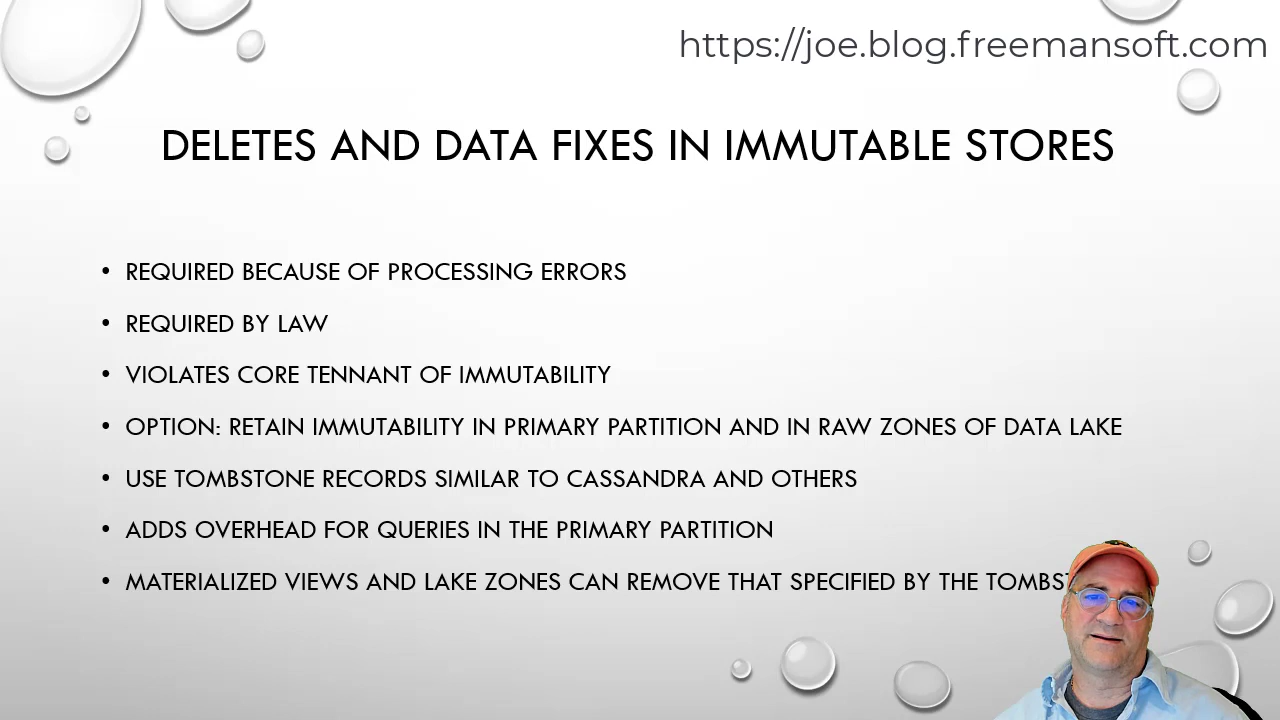 https://joe.blog.freemansoft.com
DELETES AND DATA FIXES IN IMMUTABLE STORES
• REQUIRED BECAUSE OF PROCESSING ERRORS
• REQUIRED BY LAW
• VIOLATES CORE TENNANT OF IMMUTABILITY
• OPTION: RETAIN IMMUTABILITY IN PRIMARY PARTITION AND IN RAW ZONES OF DATA LAKE
• USE TOMBSTONE RECORDS SIMILAR TO CASSANDRA AND OTHERS
• ADDS OVERHEAD FOR QUERIES IN THE PRIMARY PARTITION
• MATERIALIZED VIEWS AND LAKE ZONES CAN REMOVE THAT SPECIFIED BY THE